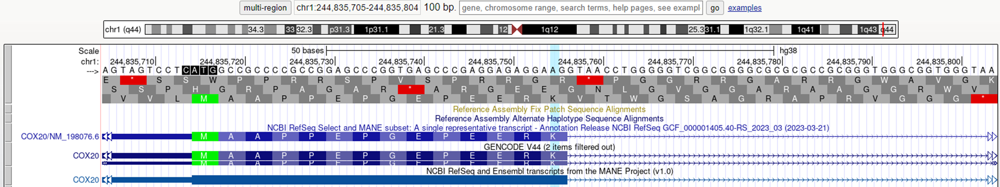 multi-region chr1:244,835,705-244,835,804 100 bp. gene, chromosome range, search terms, help pages, see exampl go examples
chr1 (q44) 34.3 33 32.3 p31.3 1p31.1 21.3 12 1q12 25.3 31.1 1q32.1 1q41 1q43 q44
Scale 50 bases hg38
chr1: 244,835,710 244,835,720 244,835,730 244,835,740 244,835,750 244,835,760 244,835,770 244,835,780 244,835,790 244,835,800
---> A G T A G T C C T C A T G G C C G C C C C G C C G G A G C C C G G T G A G C C C G A G G A G A G G A A G G T A A C C T G G G G G T C G G C G G G G C G C G C G C C G C G G G T G G G C G G T G G G T A A
E * S S W P P R R S P V S P R R G R * P G G R R G A R R G W A V G K
S S P H G R P A G A R * A R G E E G N L G V G G A R A A G G R W V
V V L M A A P P E P G E P E E R K V T W G S A G R A P R V G G G *
Reference Assembly Fix Patch Sequence Alignments
Reference Assembly Alternate Haplotype Sequence Alignments
NCBI RefSeq Select and MANE subset: A single representative transcript - Annotation Release NCBI RefSeq GCF_000001405.40-RS_2023_03 (2023-03-21)
COX20/NM_198076.6 M A A P P E P G E P E E R K
GENCODE V44 (2 items filtered out)
COX20 M A A P P E P G E P E E R K
M A A P P E P G E P E E R K
NCBI RefSeq and Ensembl transcripts from the MANE Project (v1.0)
COX20